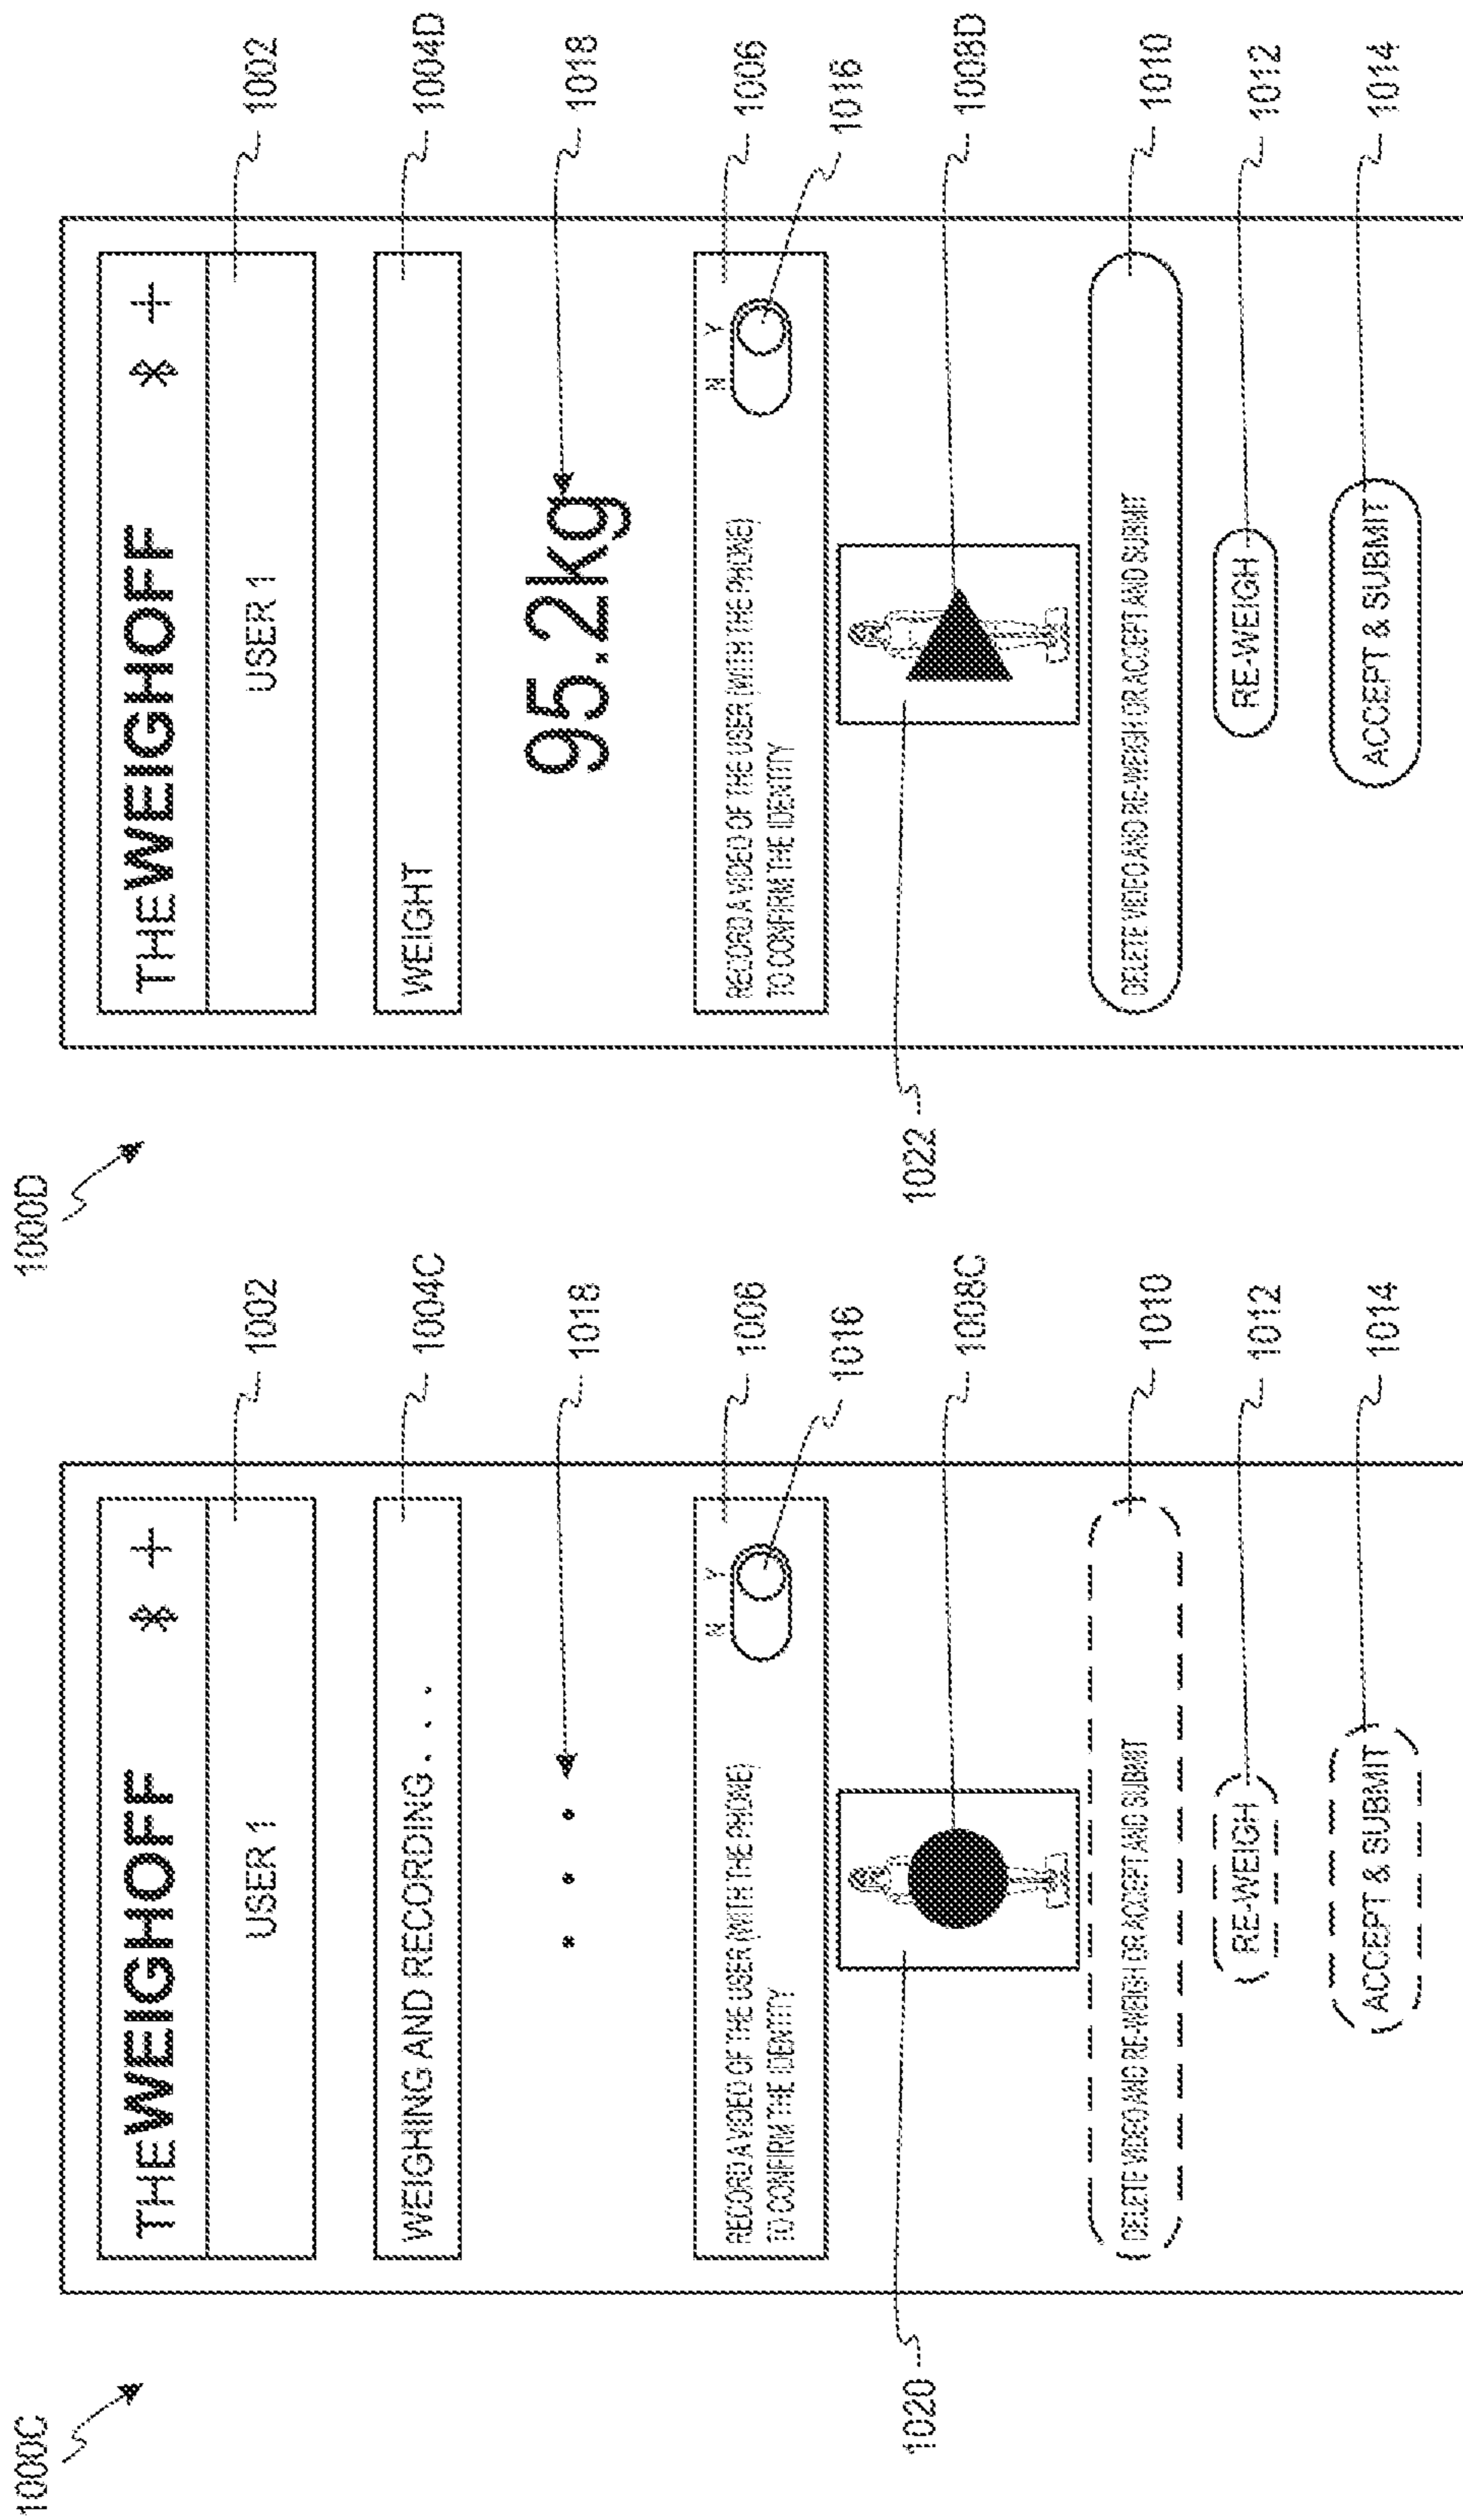 1000C
THEWEIGHOFF * +
USER 1
1002
WEIGHING AND RECORDING . . .
1004C
. . .
1018
RECORD A VIDEO OF THE USER (WITH THE PHONE)
TO CONFIRM THE IDENTITY
N Y
1006
1016
1020
1008C
DELETE VIDEO AND RE-WEIGH OR ACCEPT AND SUBMIT
1010
RE-WEIGH
1012
ACCEPT & SUBMIT
1014
1000D
THEWEIGHOFF * +
USER 1
1002
WEIGHT
1004D
95.2kg
1018
RECORD A VIDEO OF THE USER (WITH THE PHONE)
TO CONFIRM THE IDENTITY
N Y
1006
1016
1022
1008D
DELETE VIDEO AND RE-WEIGH OR ACCEPT AND SUBMIT
1010
RE-WEIGH
1012
ACCEPT & SUBMIT
1014